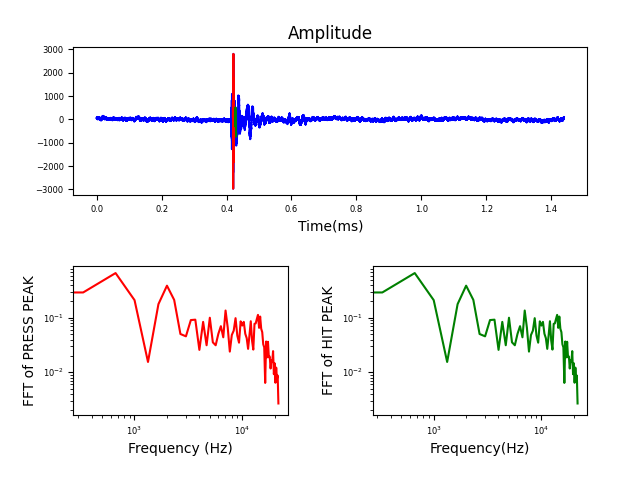 Amplitude
3000
2000
1000
0
−1000
−2000
−3000
0.0 0.2 0.4 0.6 0.8 1.0 1.2 1.4
Time(ms)
FFT of PRESS PEAK
10⁻¹
10⁻²
10³ 10⁴
Frequency (Hz)
FFT of HIT PEAK
10⁻¹
10⁻²
10³ 10⁴
Frequency(Hz)